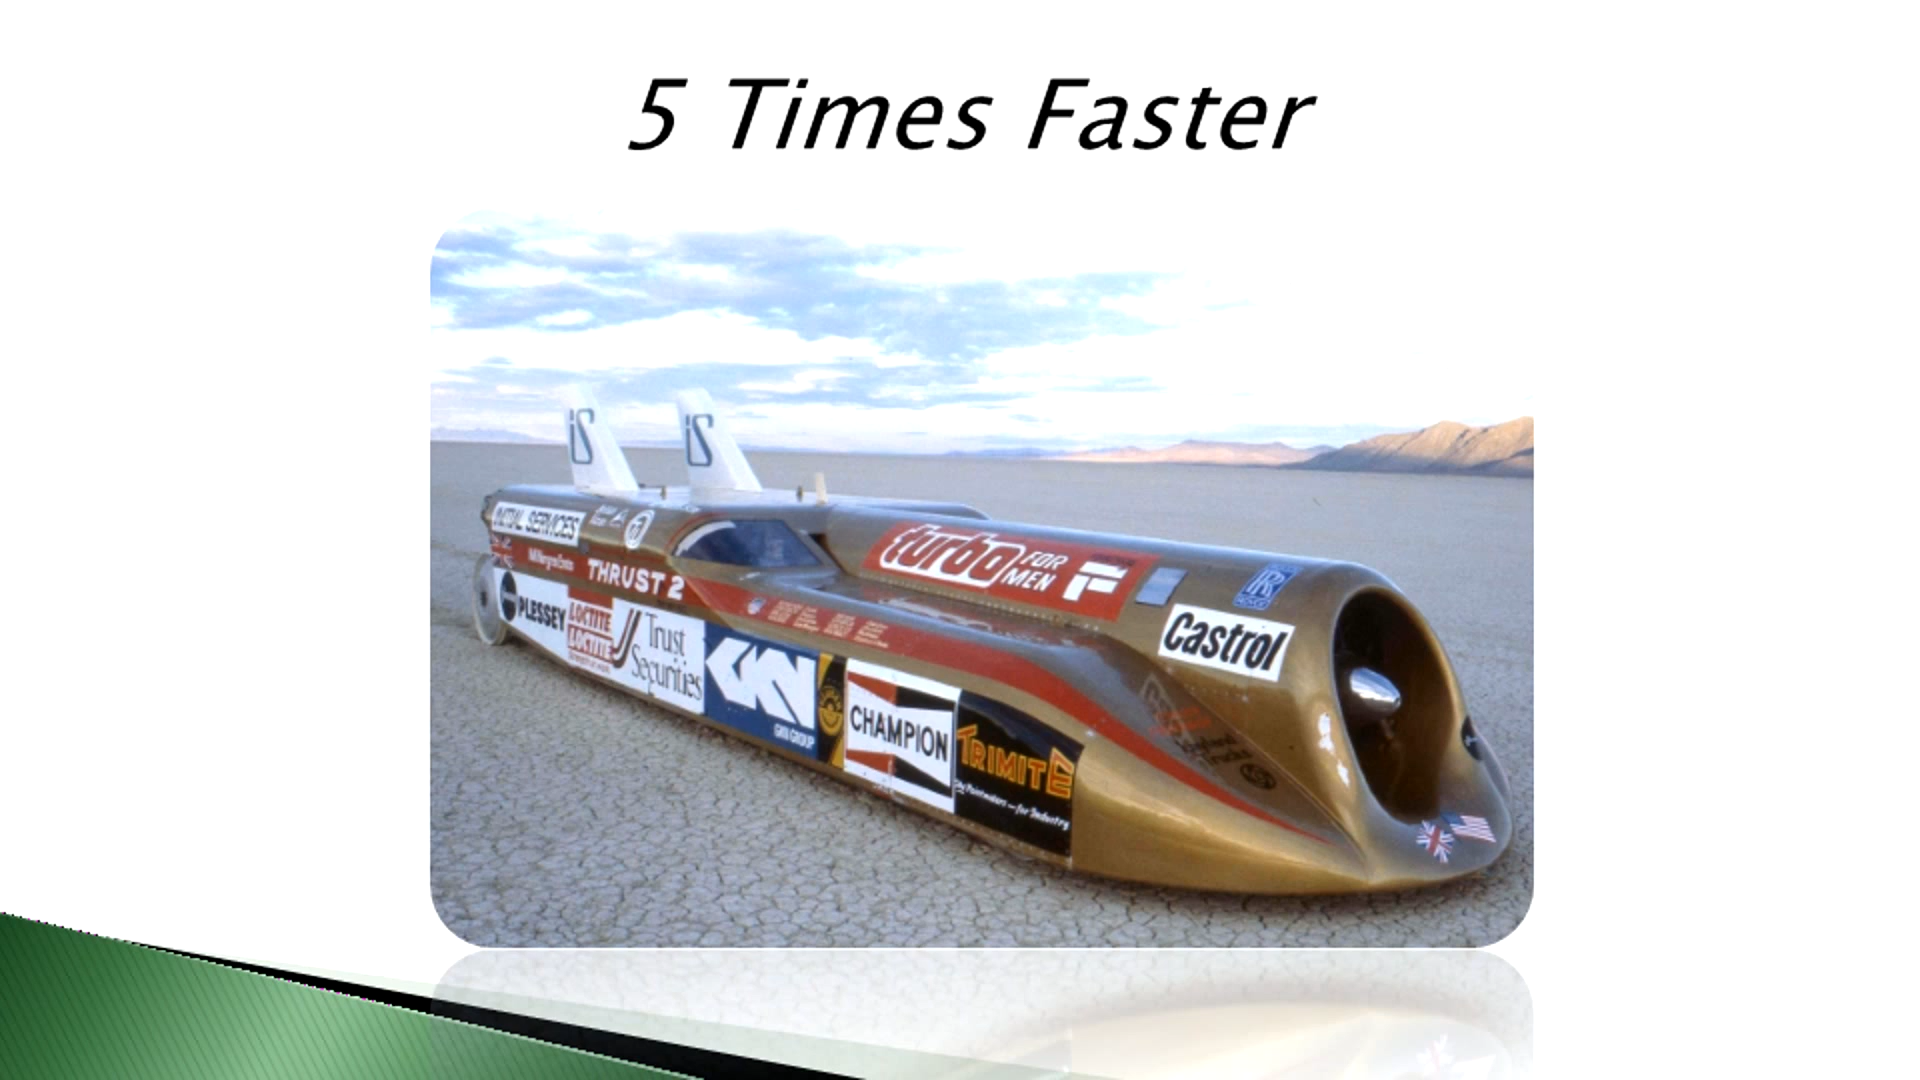 5 Times Faster
iS
iS
INITIAL SERVICES
THRUST 2
turbo FOR MEN
Castrol
PLESSEY
LOCTITE
LOCTITE
Trust
Securities
GKN
GKN GROUP
CHAMPION
TRIMITE